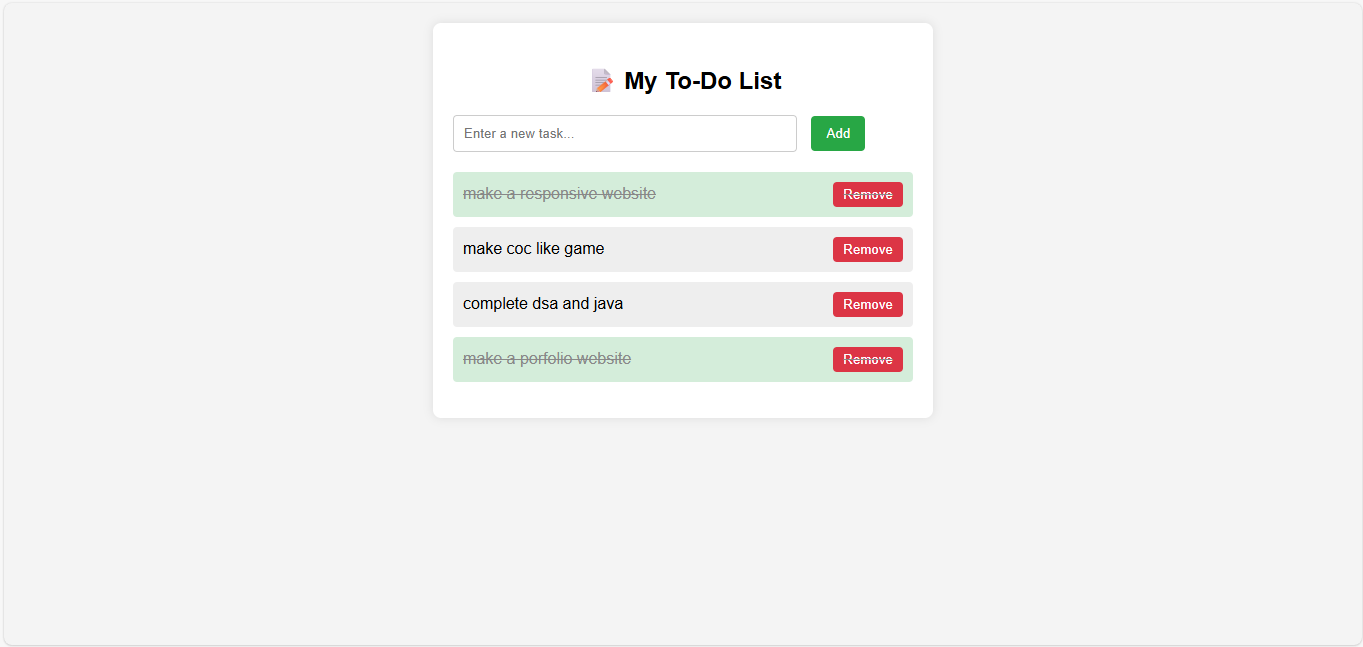 My To-Do List
Enter a new task...
Add
make a responsive website
Remove
make coc like game
Remove
complete dsa and java
Remove
make a porfolio website
Remove